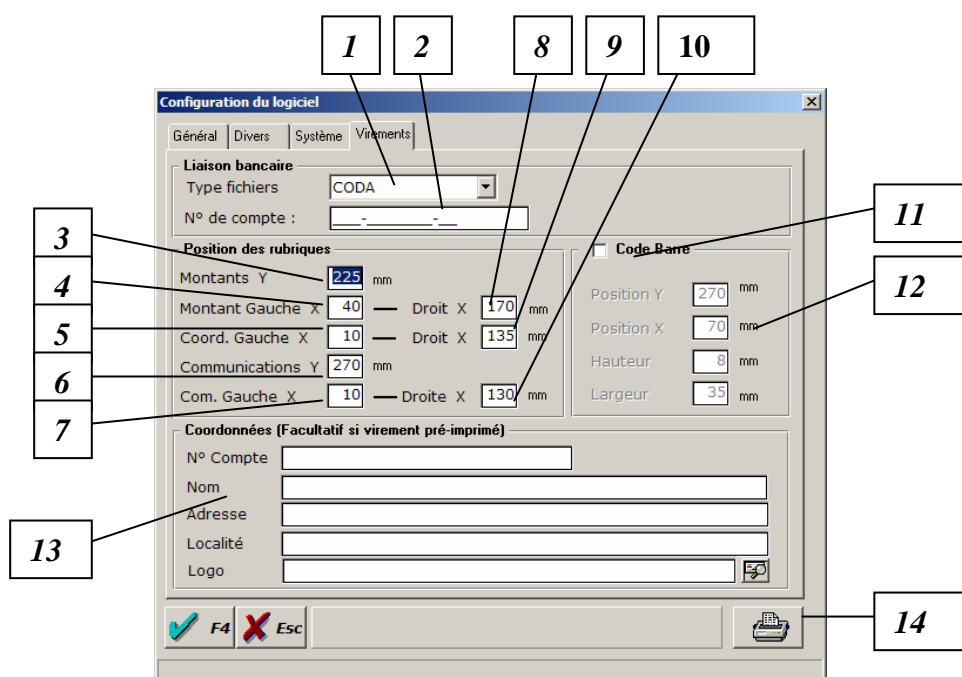 1 2 8 9 10
Configuration du logiciel
Général Divers Système Virements
Liaison bancaire
Type fichiers CODA
N° de compte : ___-_______-__
11
3 Position des rubriques Code Barre
Montants Y 225 mm
4 Montant Gauche X 40 — Droit X 170 mm
Position Y 270 mm
12
5 Coord. Gauche X 10 — Droit X 135 mm
Position X 70 mm
6 Communications Y 270 mm
Hauteur 8 mm
7 Com. Gauche X 10 — Droite X 130 mm
Largeur 35 mm
Coordonnées (Facultatif si virement pré-imprimé)
N° Compte
Nom
13 Adresse
Localité
Logo
F4 Esc
14